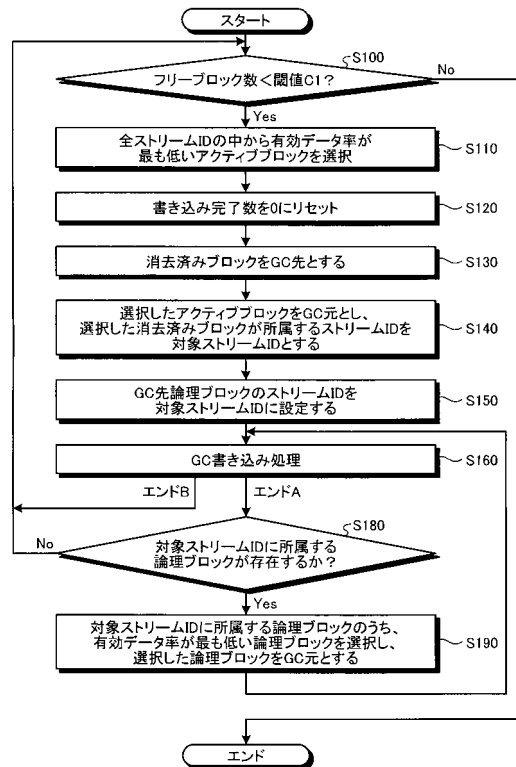 スタート
フリーブロック数<閾値C1?
S100
No
Yes
全ストリームIDの中から有効データ率が
最も低いアクティブブロックを選択
S110
書き込み完了数を0にリセット
S120
消去済みブロックをGC先とする
S130
選択したアクティブブロックをGC元とし、
選択した消去済みブロックが所属するストリームIDを
対象ストリームIDとする
S140
GC先論理ブロックのストリームIDを
対象ストリームIDに設定する
S150
GC書き込み処理
S160
エンドB
エンドA
S180
No
対象ストリームIDに所属する
論理ブロックが存在するか?
Yes
対象ストリームIDに所属する論理ブロックのうち、
有効データ率が最も低い論理ブロックを選択し、
選択した論理ブロックをGC元とする
S190
エンド